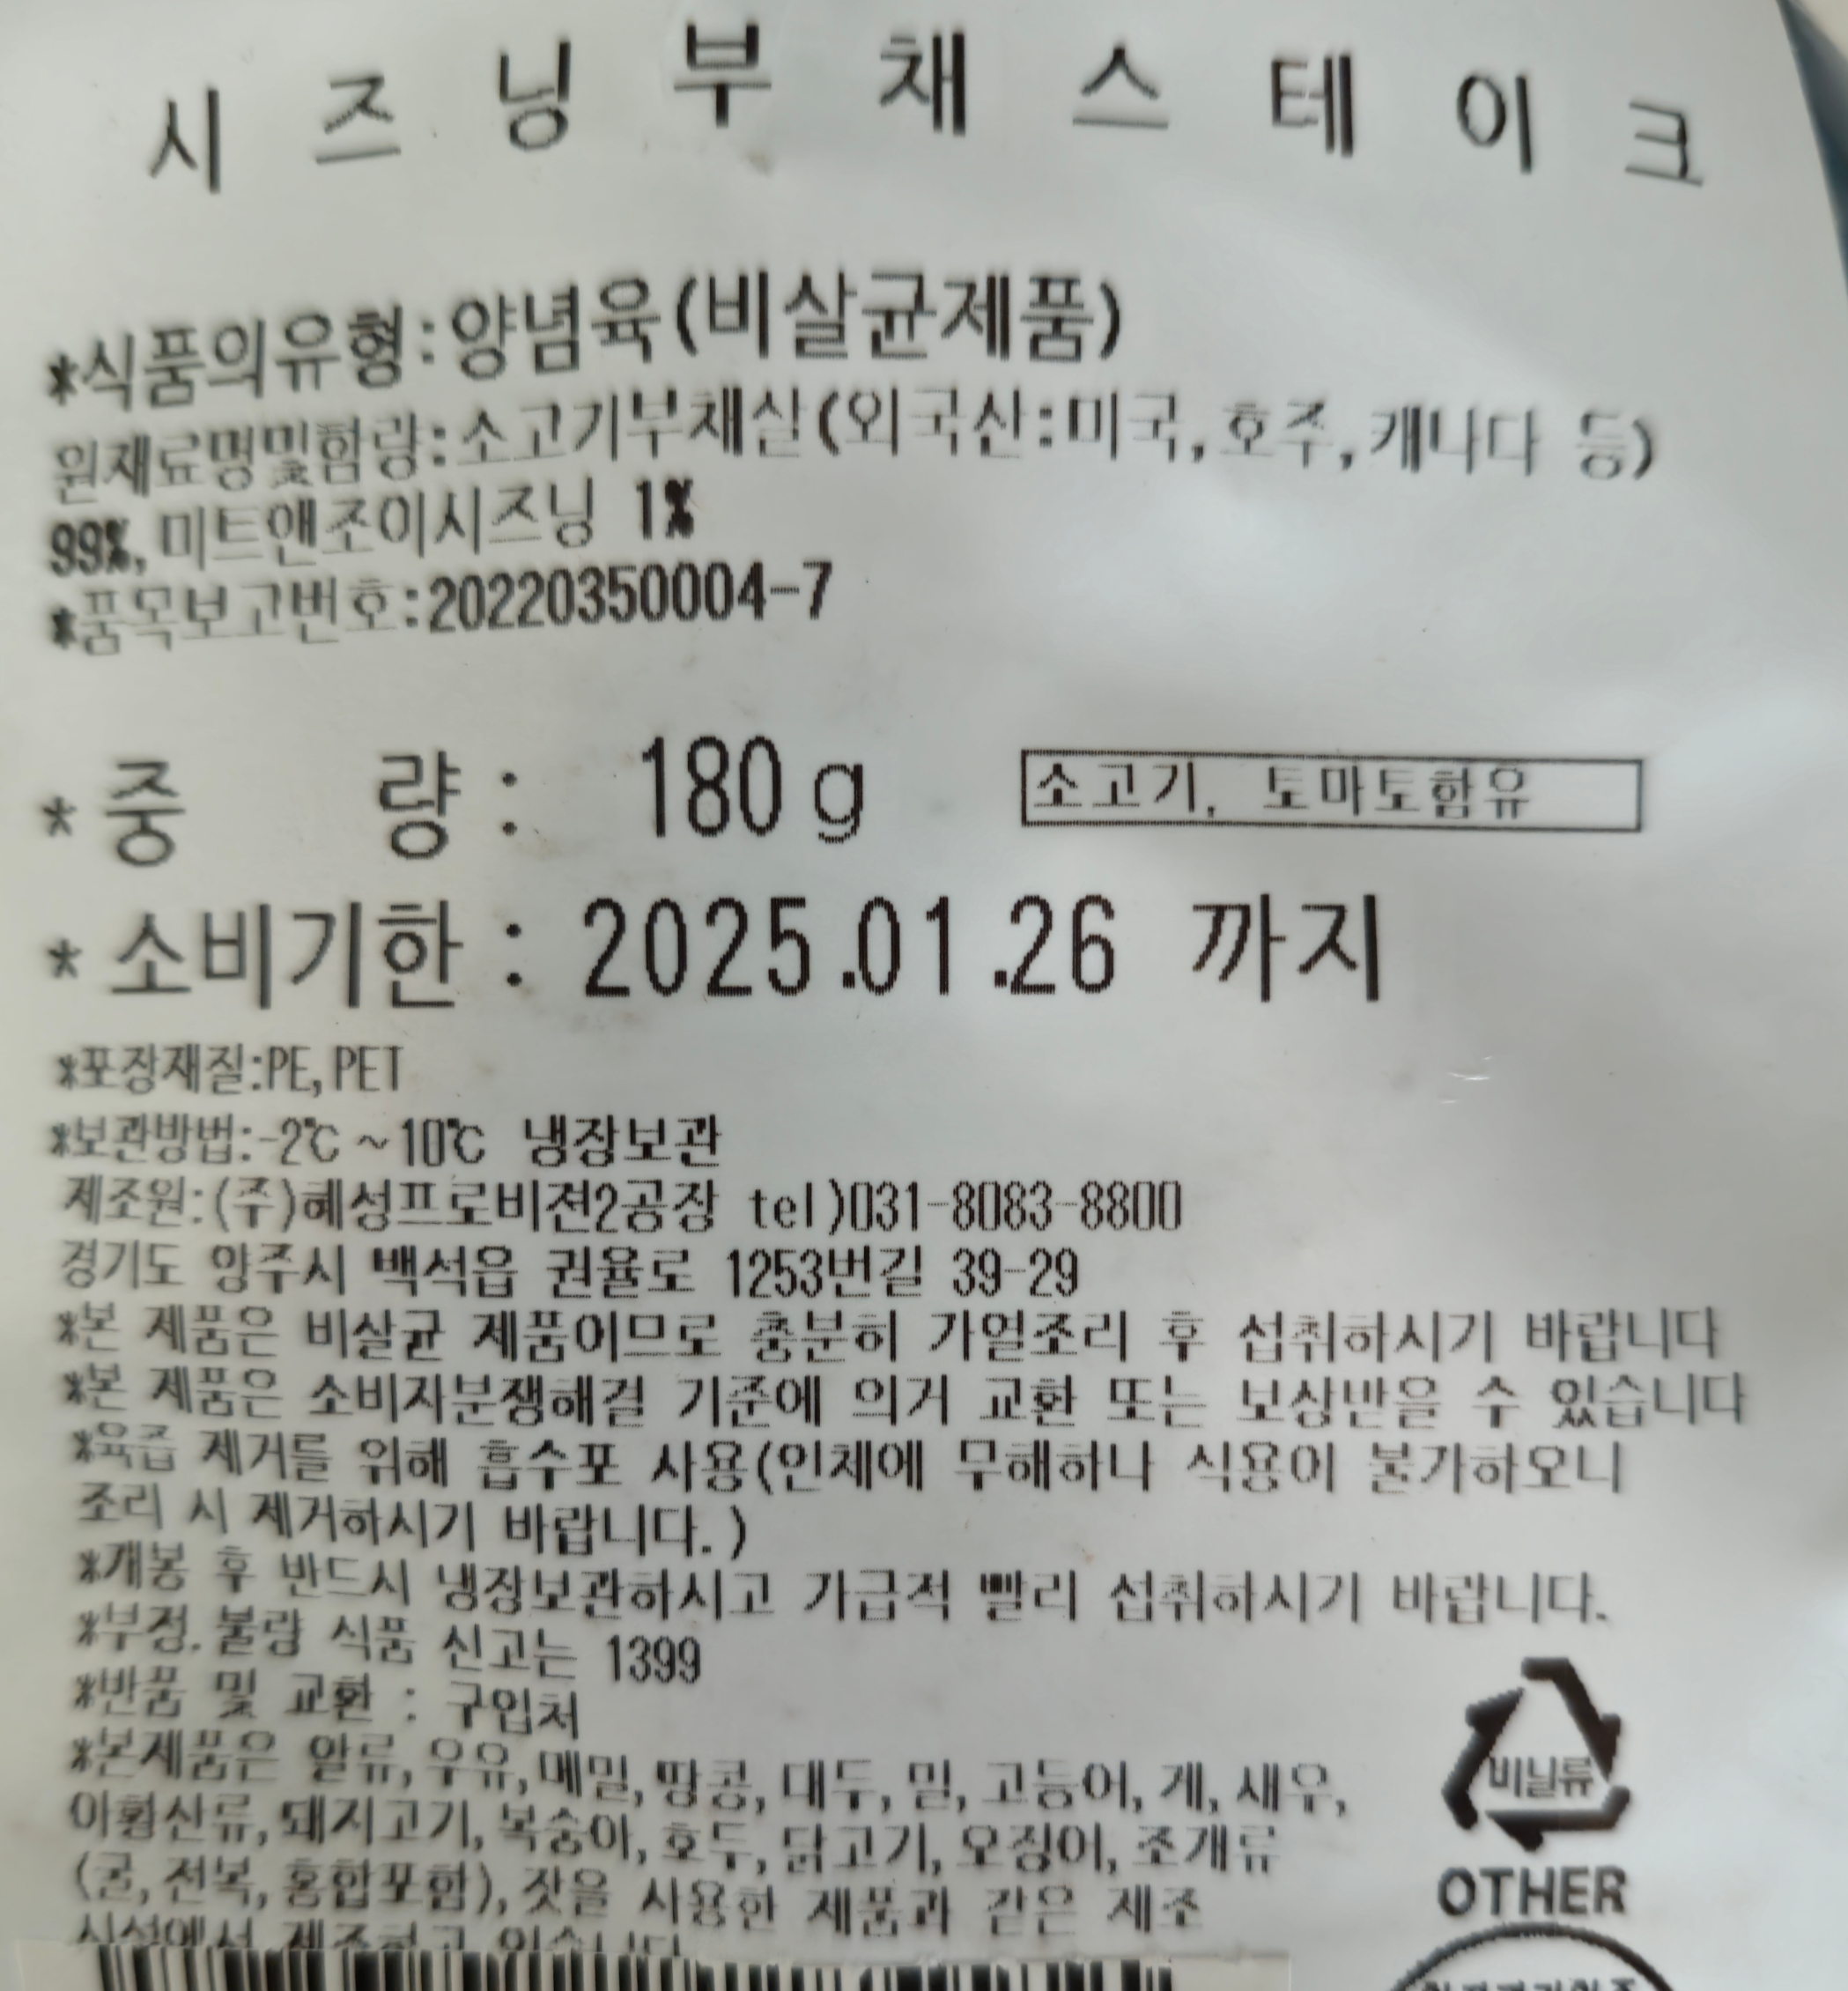 시즈닝부채스테이크
*식품의유형:양념육(비살균제품)
원재료명및함량:소고기부채살(외국산:미국,호주,캐나다 등)
99%, 미트앤조이시즈닝 1%
*품목보고번호:20220350004-7
*중 량: 180g
소고기, 토마토함유
*소비기한: 2025.01.26 까지
*포장재질:PE,PET
*보관방법:-2℃~10℃ 냉장보관
제조원:(주)혜성프로비젼2공장 tel)031-8083-8800
경기도 양주시 백석읍 권율로 1253번길 39-29
*본 제품은 비살균 제품이므로 충분히 가열조리 후 섭취하시기 바랍니다
*본 제품은 소비자분쟁해결 기준에 의거 교환 또는 보상받을 수 있습니다
*육즙 제거를 위해 흡수포 사용(인체에 무해하나 식용이 불가하오니
조리 시 제거하시기 바랍니다.)
*개봉 후 반드시 냉장보관하시고 가급적 빨리 섭취하시기 바랍니다.
*부정.불량 식품 신고는 1399
*반품 및 교환 : 구입처
*본제품은 알류,우유,메밀,땅콩,대두,밀,고등어,게,새우,
아황산류,돼지고기,복숭아,호두,닭고기,오징어,조개류
(굴,전복,홍합포함),잣을 사용한 제품과 같은 제조
시설에서 제조하고 있습니다
비닐류
OTHER